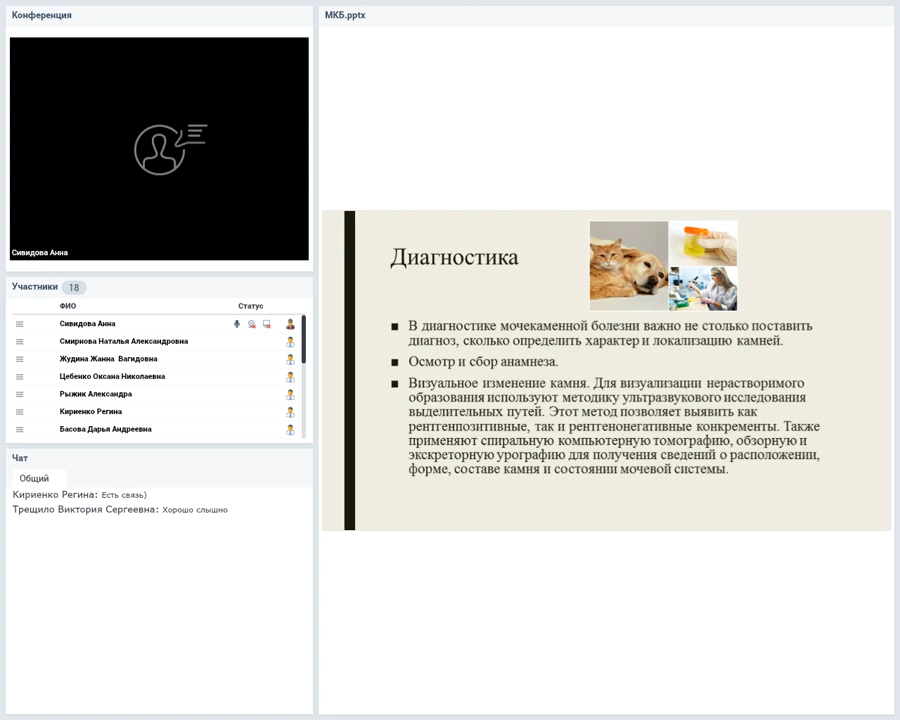 Конференция
Сивидова Анна
Участники 18
ФИО Статус
Сивидова Анна
Смирнова Наталья Александровна
Жудина Жанна Вагидовна
Цебенко Оксана Николаевна
Рыжик Александра
Кириенко Регина
Басова Дарья Андреевна
Чат
Общий
Кириенко Регина: Есть связь)
Трещило Виктория Сергеевна: Хорошо слышно
МКБ.pptx
Диагностика
■ В диагностике мочекаменной болезни важно не столько поставить
диагноз, сколько определить характер и локализацию камней.
■ Осмотр и сбор анамнеза.
■ Визуальное изменение камня. Для визуализации нерастворимого
образования используют методику ультразвукового исследования
выделительных путей. Этот метод позволяет выявить как
рентгенпозитивные, так и рентгенонегативные конкременты. Также
применяют спиральную компьютерную томографию, обзорную и
экскреторную урографию для получения сведений о расположении,
форме, составе камня и состоянии мочевой системы.